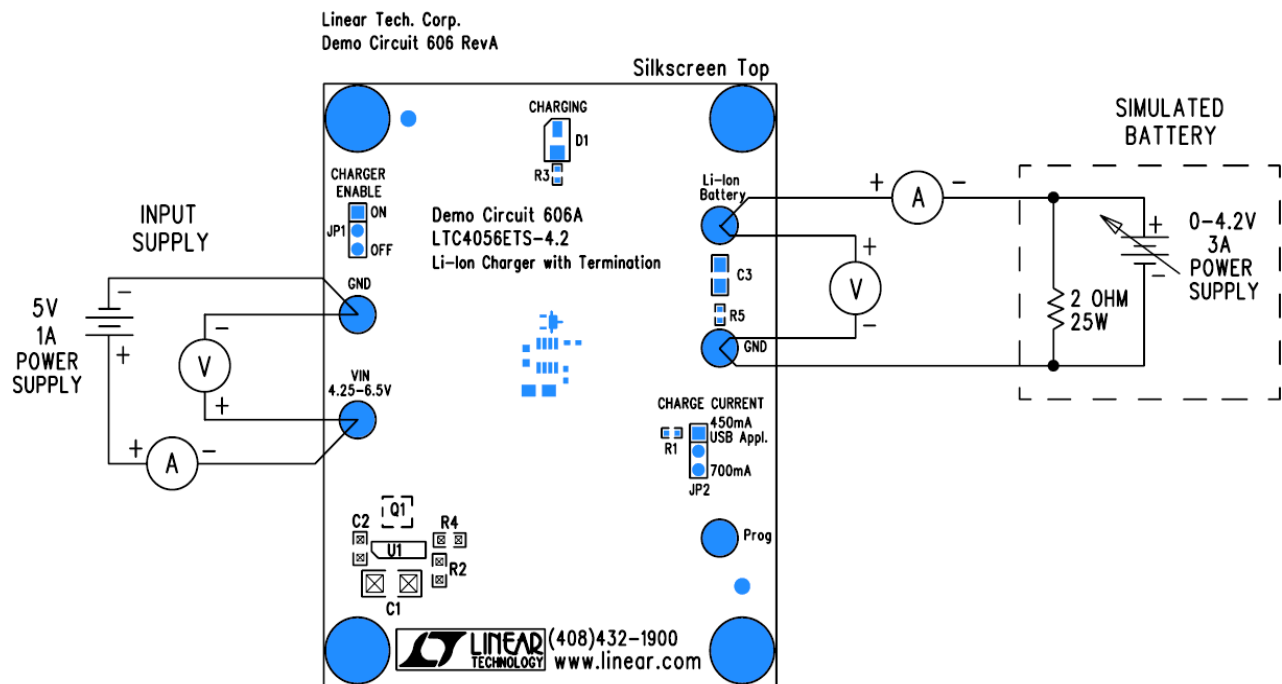 Linear Tech. Corp.
Demo Circuit 606 RevA
Silkscreen Top
CHARGING
D1
R3
CHARGER
ENABLE
ON
JP1
OFF
INPUT
SUPPLY
Demo Circuit 606A
LTC4056ETS-4.2
Li-Ion Charger with Termination
Li-Ion
Battery
C3
R5
GND
GND
VIN
4.25-6.5V
5V
1A
POWER
SUPPLY
-
+
-
V
+
+
A
-
+
A
-
+
V
-
SIMULATED
BATTERY
+
-
0-4.2V
3A
POWER
SUPPLY
2 OHM
25W
CHARGE CURRENT
450mA
USB Appl.
R1
700mA
JP2
Prog
Q1
C2
R4
U1
R2
C1
LINEAR
TECHNOLOGY
(408)432-1900
www.linear.com